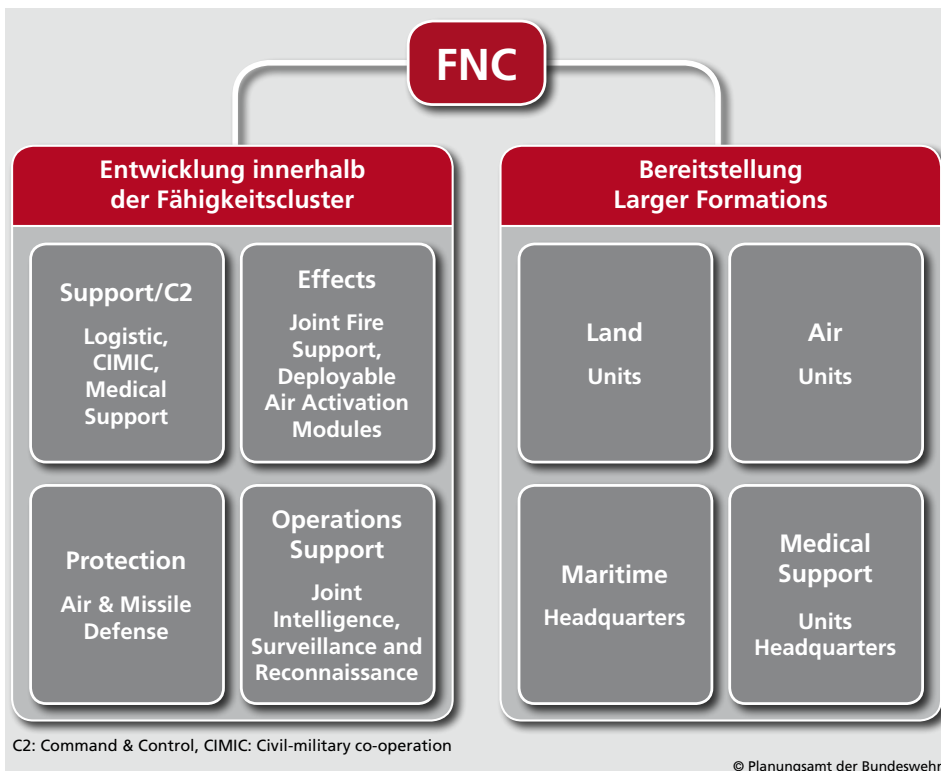 FNC
Entwicklung innerhalb
der Fähigkeitscluster
Support/C2
Logistic,
CIMIC,
Medical
Support
Effects
Joint Fire
Support,
Deployable
Air Activation
Modules
Protection
Air & Missile
Defense
Operations
Support
Joint
Intelligence,
Surveillance and
Reconnaissance
Bereitstellung
Larger Formations
Land
Units
Air
Units
Maritime
Headquarters
Medical
Support
Units
Headquarters
C2: Command & Control, CIMIC: Civil-military co-operation
© Planungsamt der Bundeswehr